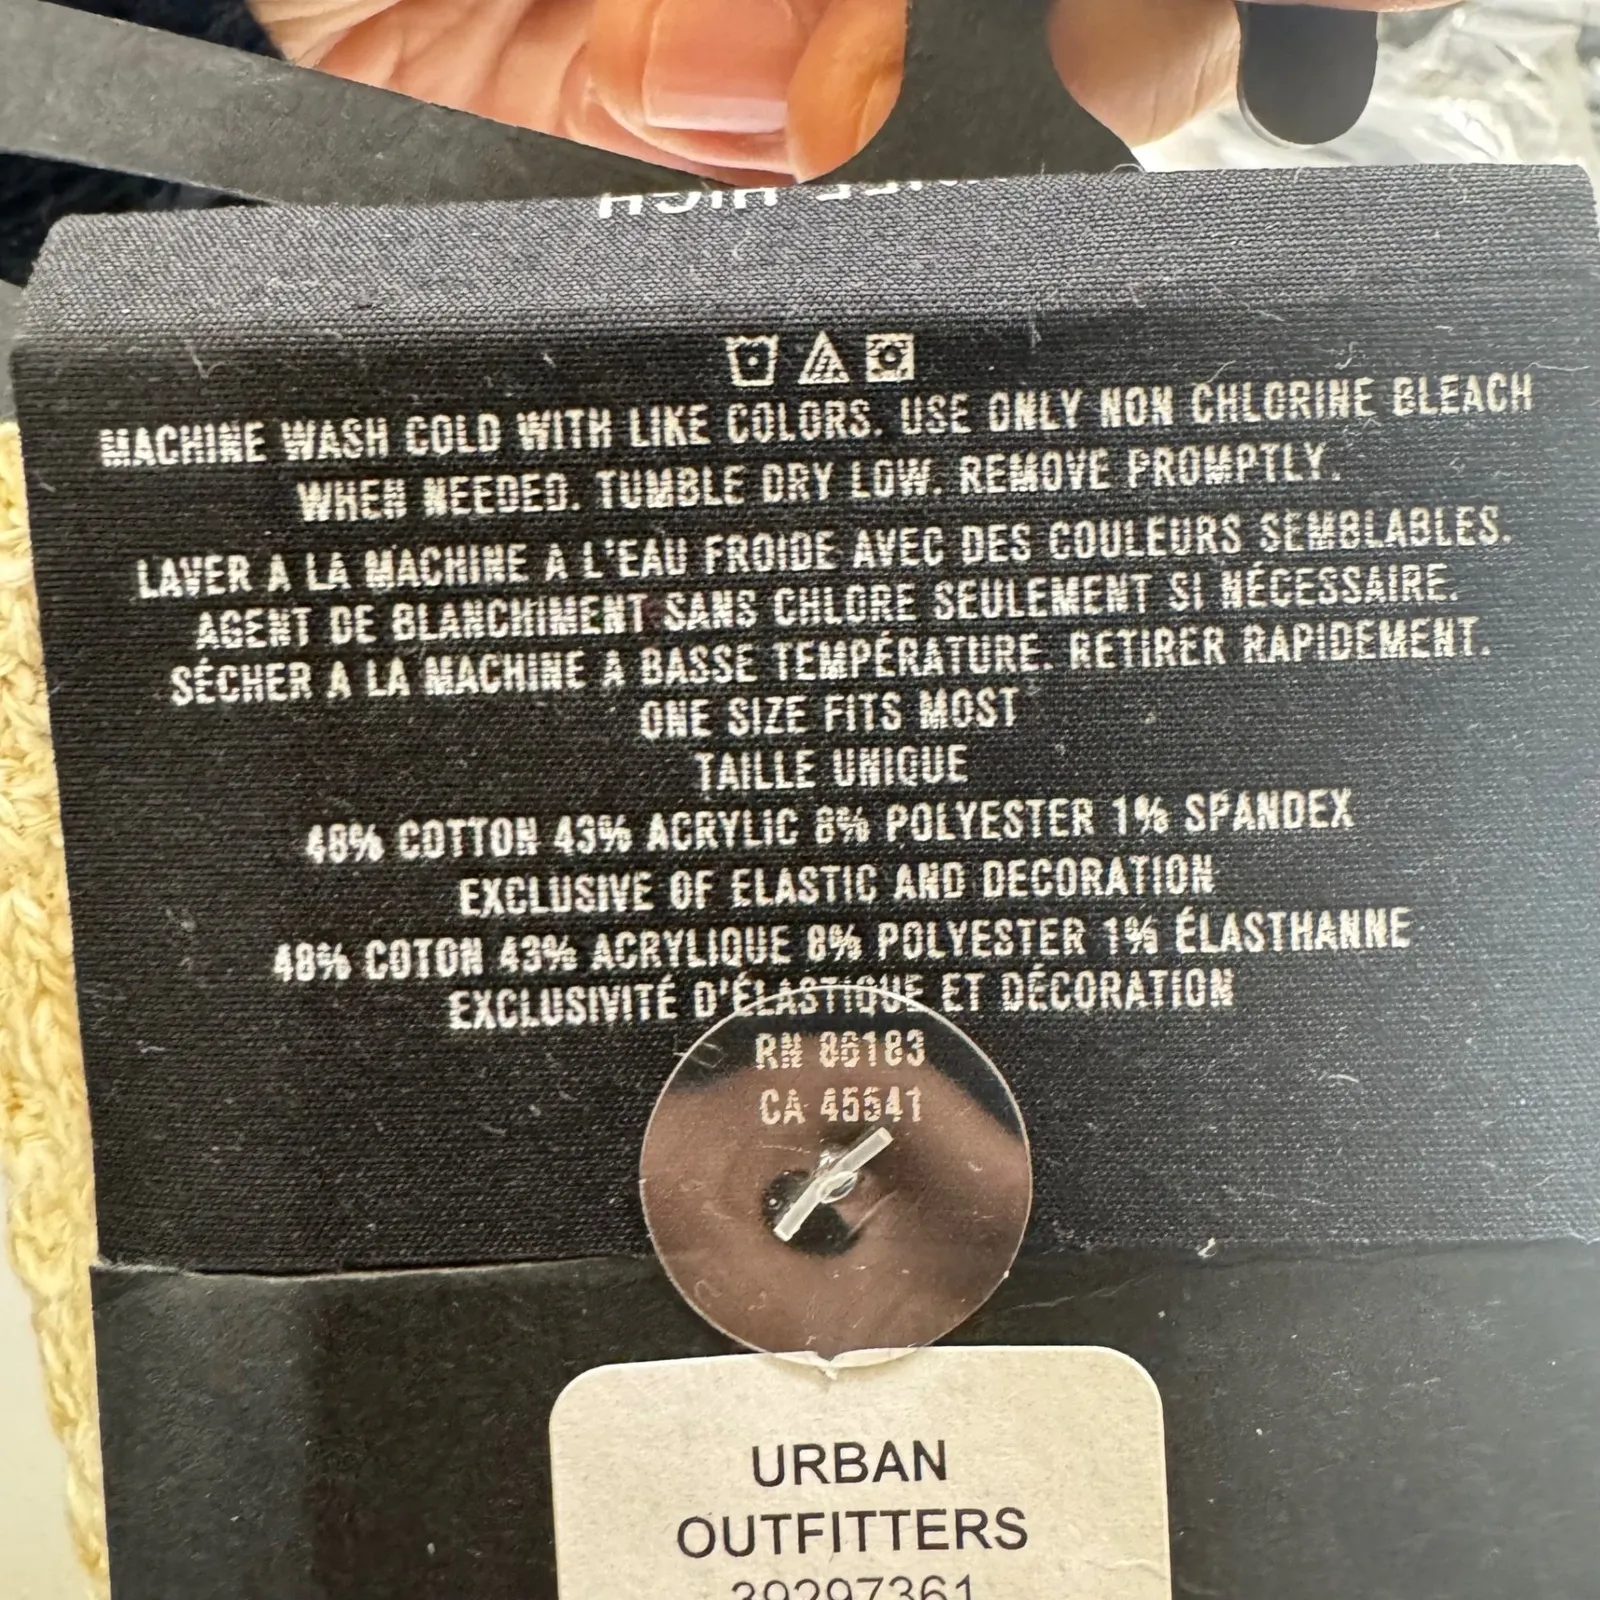 MACHINE WASH COLD WITH LIKE COLORS. USE ONLY NON CHLORINE BLEACH
WHEN NEEDED. TUMBLE DRY LOW. REMOVE PROMPTLY.
LAVER A LA MACHINE A L'EAU FROIDE AVEC DES COULEURS SEMBLABLES.
AGENT DE BLANCHIMENT SANS CHLORE SEULEMENT SI NÉCESSAIRE.
SÉCHER A LA MACHINE A BASSE TEMPÉRATURE. RETIRER RAPIDEMENT.
ONE SIZE FITS MOST
TAILLE UNIQUE
48% COTTON 43% ACRYLIC 8% POLYESTER 1% SPANDEX
EXCLUSIVE OF ELASTIC AND DECORATION
48% COTON 43% ACRYLIQUE 8% POLYESTER 1% ÉLASTHANNE
EXCLUSIVITÉ D'ÉLASTIQUE ET DÉCORATION
RN 86183
CA 45541
URBAN
OUTFITTERS
39297361